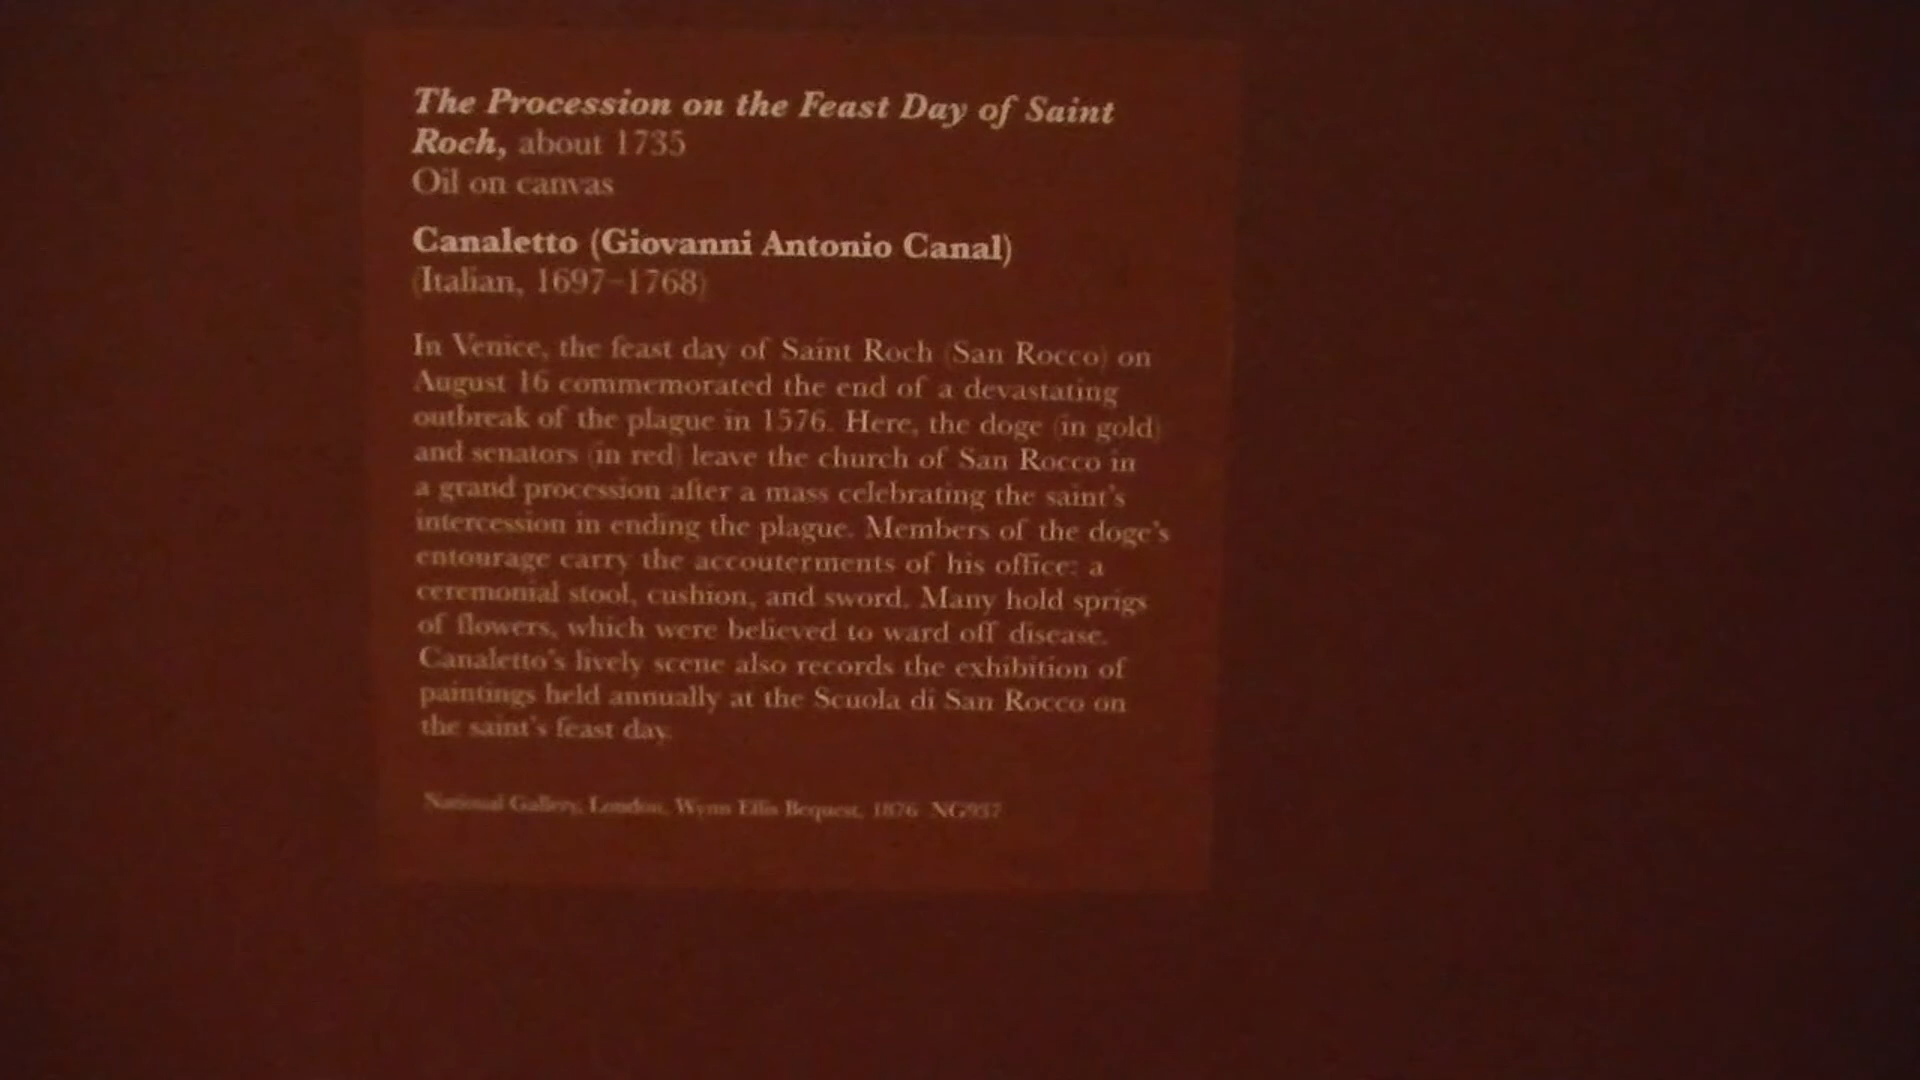 The Procession on the Feast Day of Saint
Roch, about 1735
Oil on canvas
Canaletto (Giovanni Antonio Canal)
(Italian, 1697–1768)
In Venice, the feast day of Saint Roch (San Rocco) on
August 16 commemorated the end of a devastating
outbreak of the plague in 1576. Here, the doge (in gold)
and senators (in red) leave the church of San Rocco in
a grand procession after a mass celebrating the saint's
intercession in ending the plague. Members of the doge's
entourage carry the accouterments of his office: a
ceremonial stool, cushion, and sword. Many hold sprigs
of flowers, which were believed to ward off disease.
Canaletto's lively scene also records the exhibition of
paintings held annually at the Scuola di San Rocco on
the saint's feast day.
National Gallery, London, Wynn Ellis Bequest, 1876 NG937